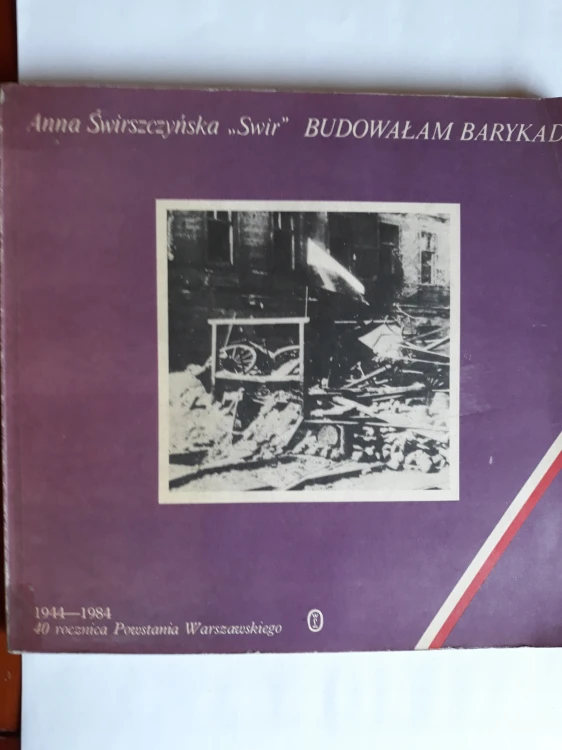 Anna Świrszczyńska „Swir” BUDOWAŁAM BARYKAD
1944—1984
40 rocznica Powstania Warszawskiego